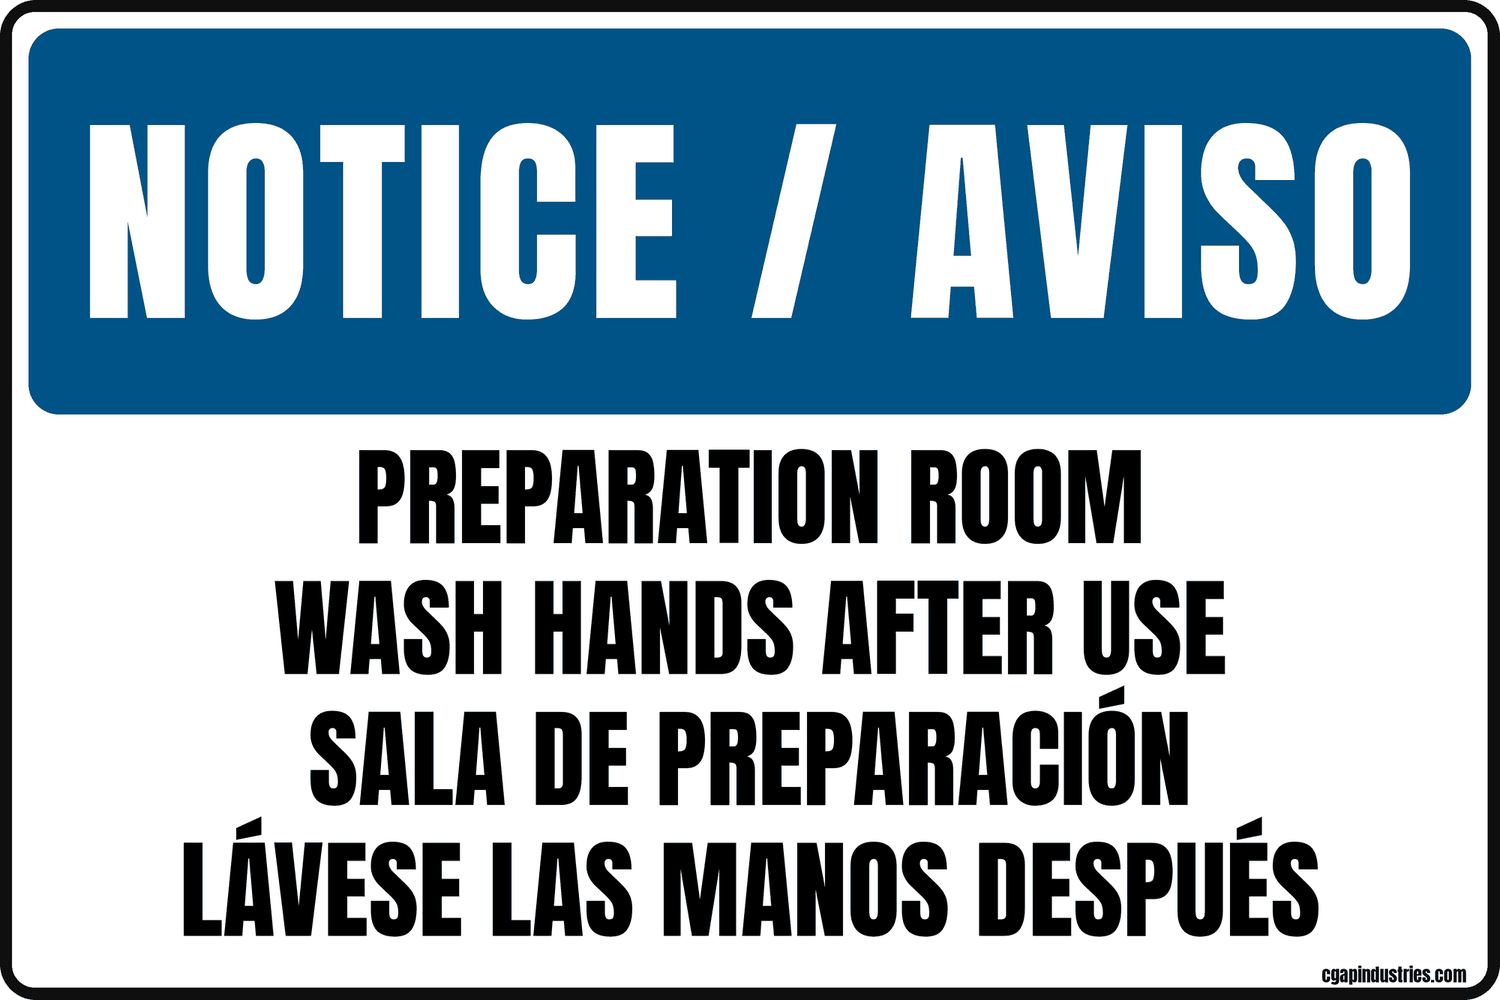 NOTICE / AVISO
PREPARATION ROOM
WASH HANDS AFTER USE
SALA DE PREPARACIÓN
LÁVESE LAS MANOS DESPUÉS
cgapindustries.com